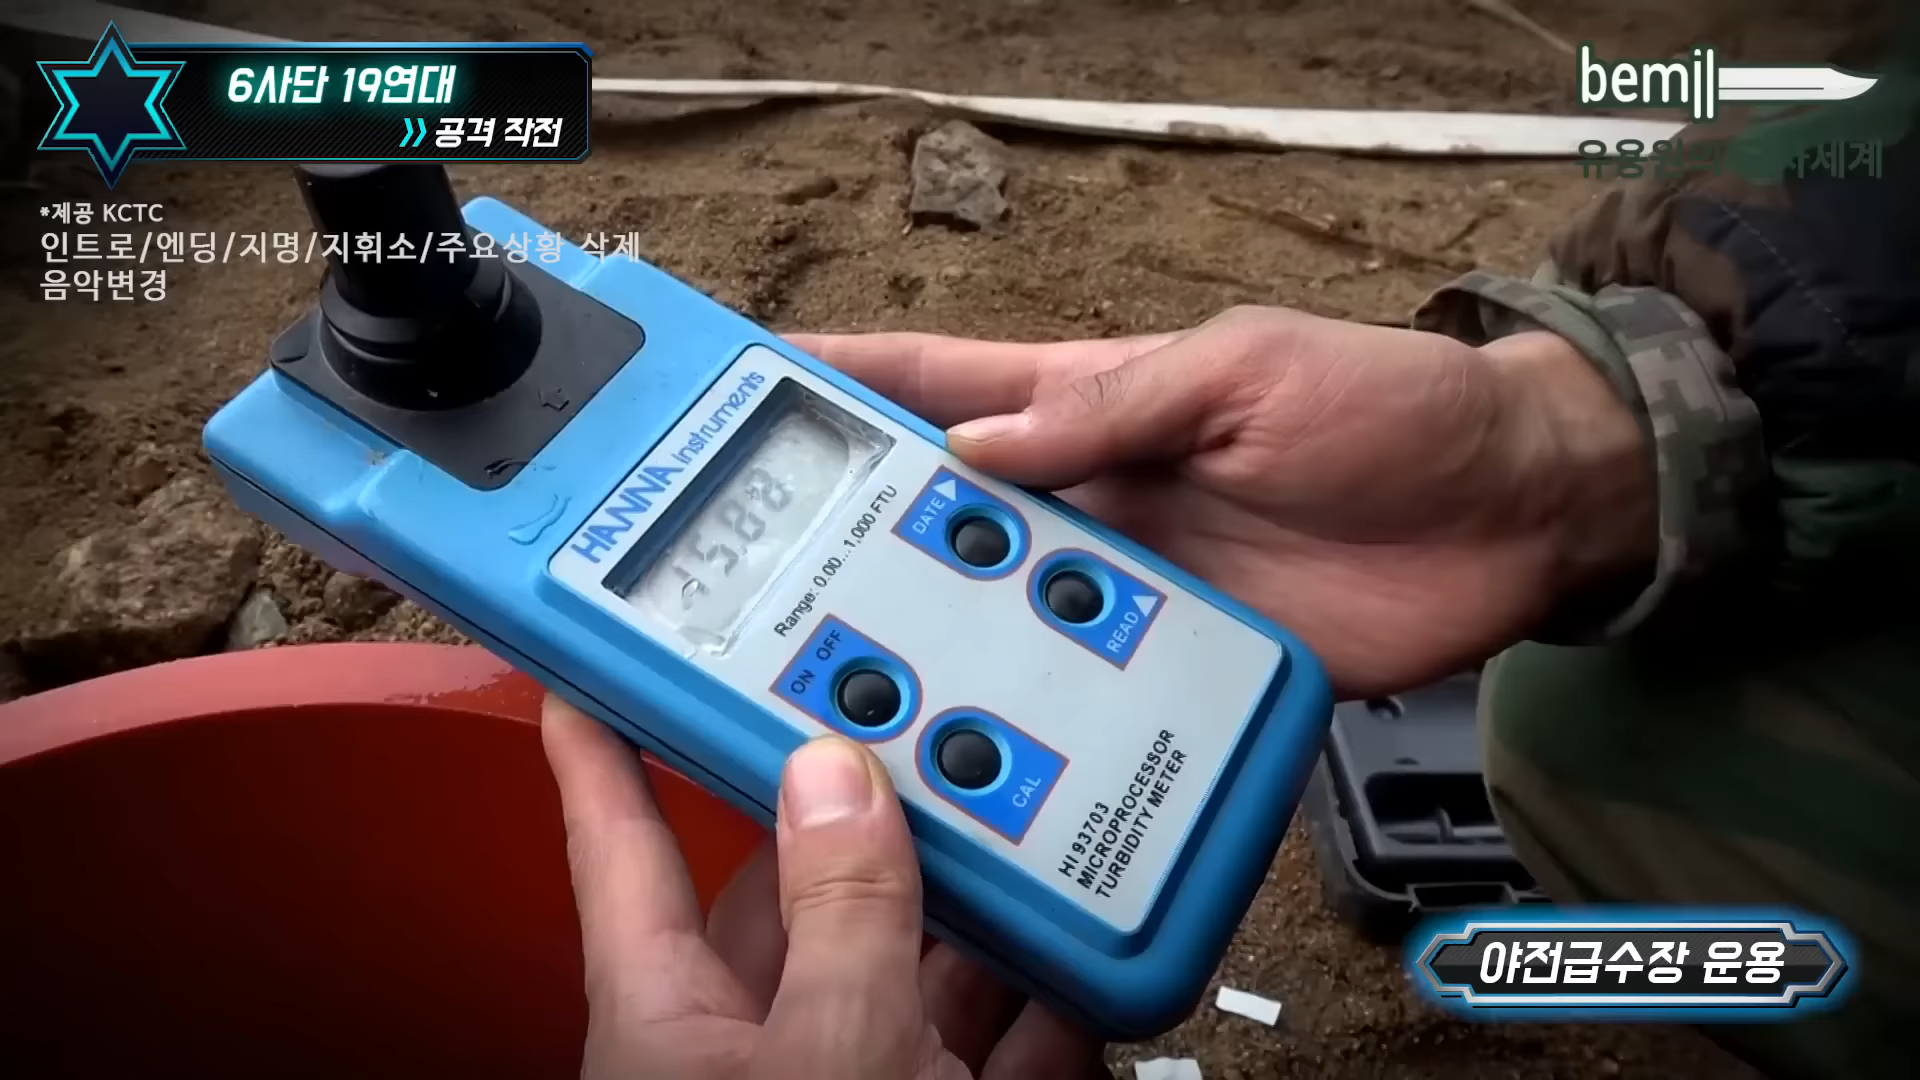 6사단 19연대
공격 작전
*제공 KCTC
인트로/엔딩/지명/지휘소/주요상황 삭제
음악변경
bemil
HANNA instruments
Range: 0.00...1,000 FTU
DATE
READ
ON OFF
CAL
HI 93703
MICROPROCESSOR
TURBIDITY METER
야전급수장 운용